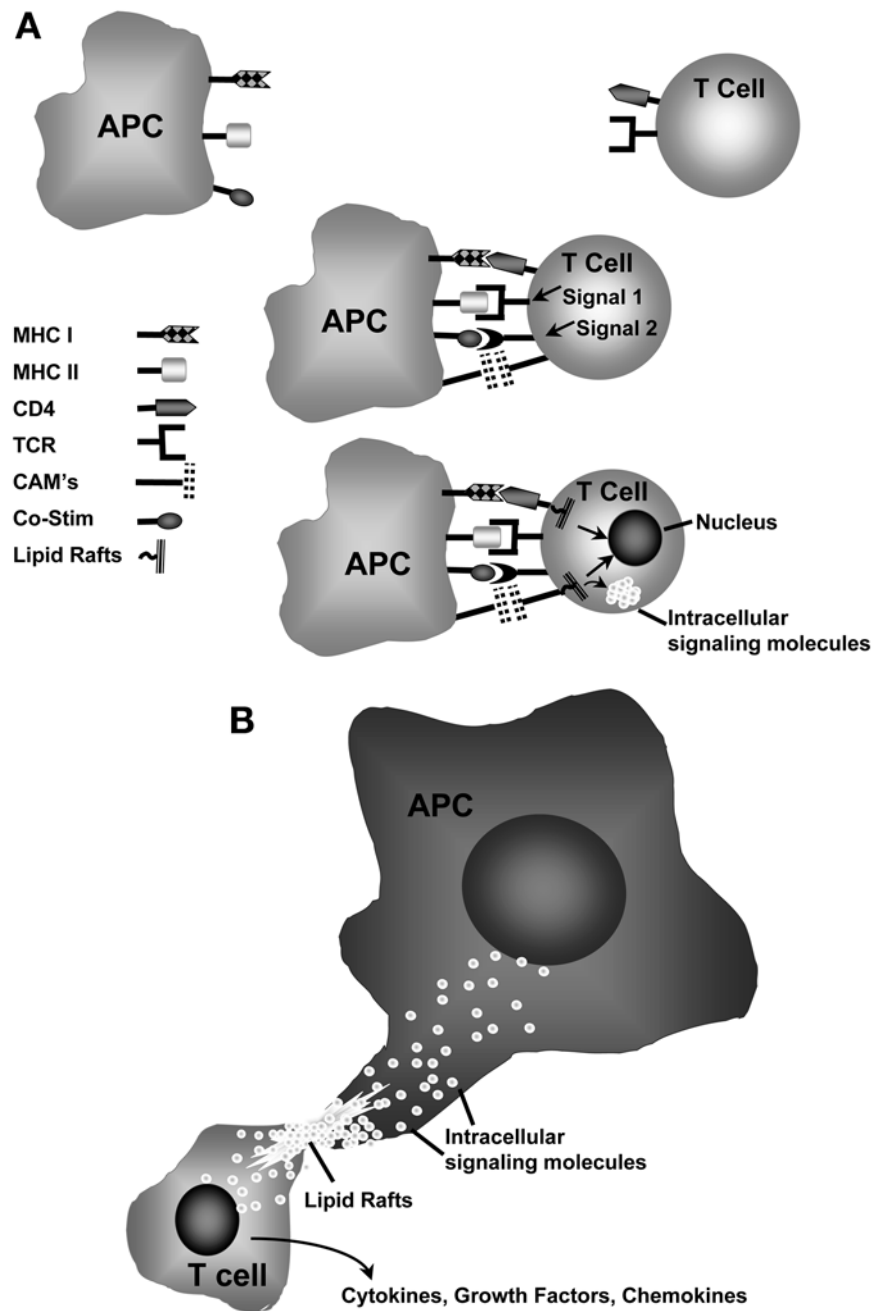 A
APC
T Cell
APC
T Cell
Signal 1
Signal 2
MHC I
MHC II
CD4
TCR
CAM's
Co-Stim
Lipid Rafts
APC
T Cell
Nucleus
Intracellular
signaling molecules
B
APC
Intracellular
signaling molecules
Lipid Rafts
T cell
Cytokines, Growth Factors, Chemokines